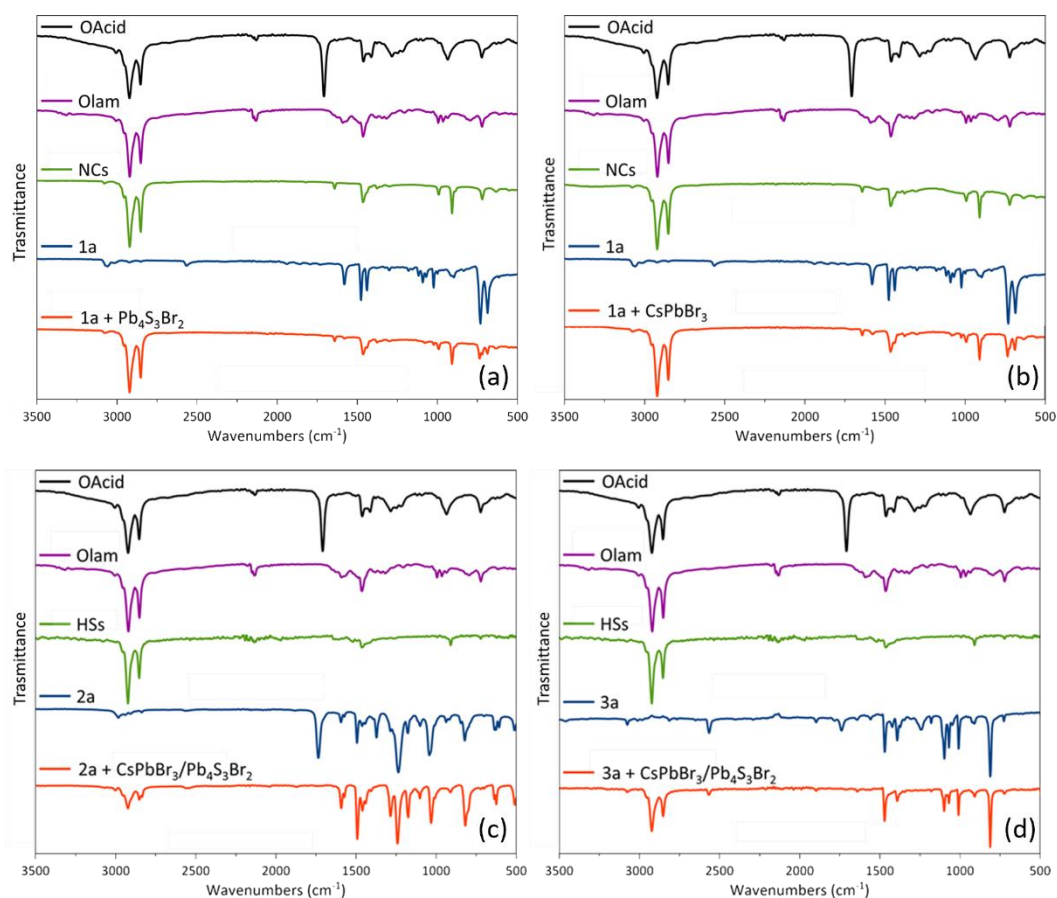 OAcid
Olam
NCs
1a
1a + Pb₄S₃Br₂
(a)
Trasmittance
3500 3000 2500 2000 1500 1000 500
Wavenumbers (cm⁻¹)
OAcid
Olam
NCs
1a
1a + CsPbBr₃
(b)
Trasmittance
3500 3000 2500 2000 1500 1000 500
Wavenumbers (cm⁻¹)
OAcid
Olam
HSs
2a
2a + CsPbBr₃/Pb₄S₃Br₂
(c)
Trasmittance
3500 3000 2500 2000 1500 1000 500
Wavenumbers (cm⁻¹)
OAcid
Olam
HSs
3a
3a + CsPbBr₃/Pb₄S₃Br₂
(d)
Trasmittance
3500 3000 2500 2000 1500 1000 500
Wavenumbers (cm⁻¹)